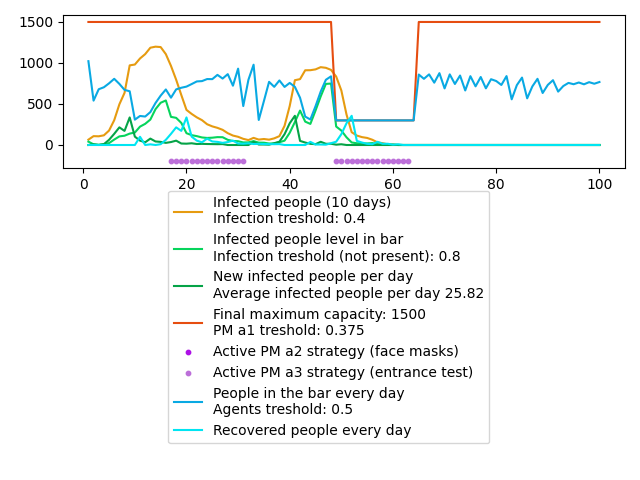 1500
1000
500
0
0
20
40
60
80
100
Infected people (10 days)
Infection treshold: 0.4
Infected people level in bar
Infection treshold (not present): 0.8
New infected people per day
Average infected people per day 25.82
Final maximum capacity: 1500
PM a1 treshold: 0.375
Active PM a2 strategy (face masks)
Active PM a3 strategy (entrance test)
People in the bar every day
Agents treshold: 0.5
Recovered people every day